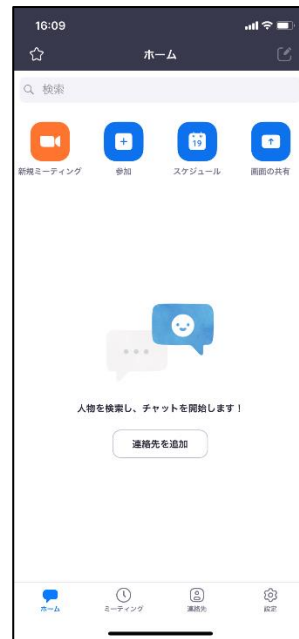 16:09
ホーム
検索
新規ミーティング
参加
19
スケジュール
画面の共有
人物を検索し、チャットを開始します！
連絡先を追加
ホーム
ミーティング
連絡先
設定